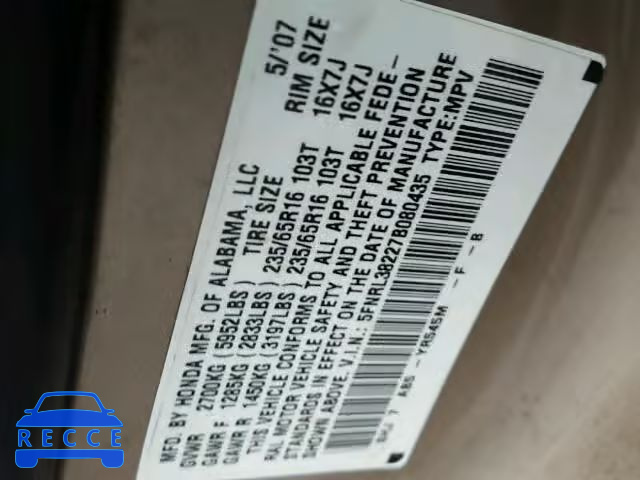 MFD. BY HONDA MFG. OF ALABAMA, LLC 5/'07
GVWR 2700KG (5952LBS) TIRE SIZE RIM SIZE
GAWR F 1285KG (2833LBS) 235/65R16 103T 16X7J
GAWR R 1450KG (3197LBS) 235/65R16 103T 16X7J
THIS VEHICLE CONFORMS TO ALL APPLICABLE FEDE-
RAL MOTOR VEHICLE SAFETY AND THEFT PREVENTION
STANDARDS IN EFFECT ON THE DATE OF MANUFACTURE
SHOWN ABOVE. V.I.N.: 5FNRL38227B080435 TYPE:MPV
SHJ 7 A65 - YR545M - F - B
RECCE